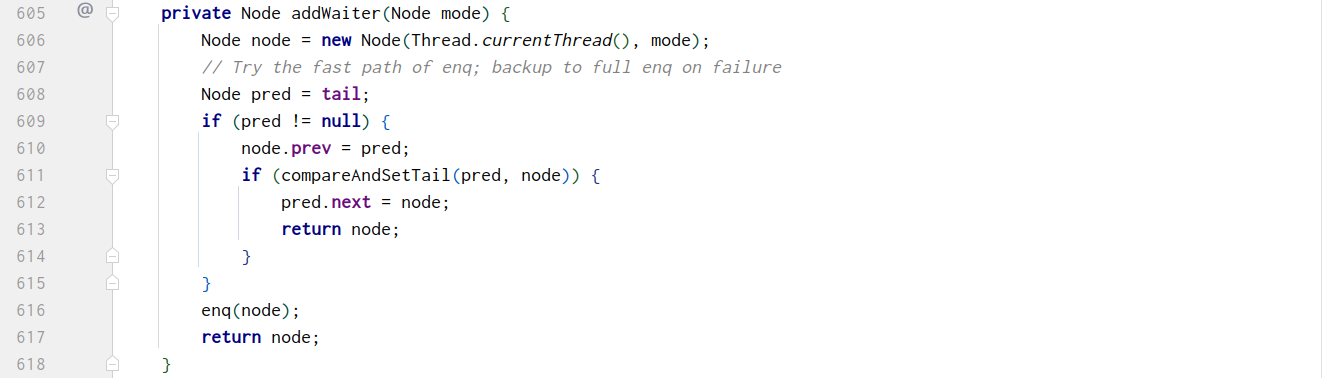 605 @ private Node addWaiter(Node mode) {
606 Node node = new Node(Thread.currentThread(), mode);
607 // Try the fast path of enq; backup to full enq on failure
608 Node pred = tail;
609 if (pred != null) {
610 node.prev = pred;
611 if (compareAndSetTail(pred, node)) {
612 pred.next = node;
613 return node;
614 }
615 }
616 enq(node);
617 return node;
618 }